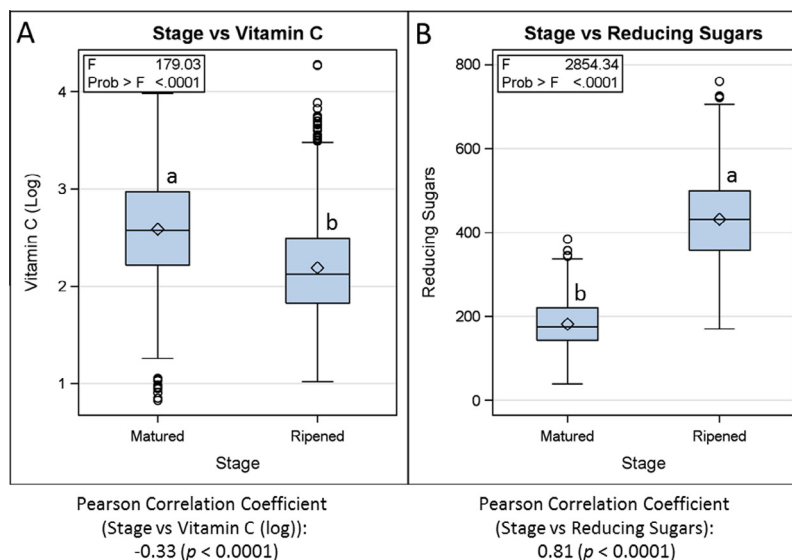 A
Stage vs Vitamin C
F 179.03
Prob > F <.0001
4
3
2
1
Vitamin C (Log)
a
b
Matured
Ripened
Stage
Pearson Correlation Coefficient
(Stage vs Vitamin C (log)):
-0.33 (p < 0.0001)
B
Stage vs Reducing Sugars
F 2854.34
Prob > F <.0001
800
600
400
200
0
Reducing Sugars
b
a
Matured
Ripened
Stage
Pearson Correlation Coefficient
(Stage vs Reducing Sugars):
0.81 (p < 0.0001)